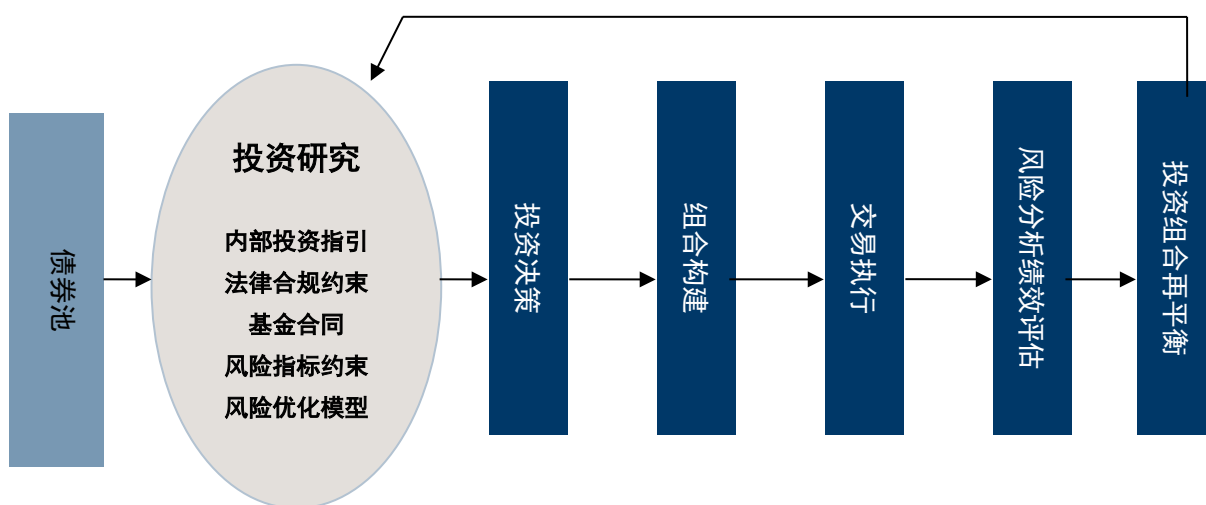 债券池
投资研究
内部投资指引
法律合规约束
基金合同
风险指标约束
风险优化模型
投资决策
组合构建
交易执行
风险分析绩效评估
投资组合再平衡